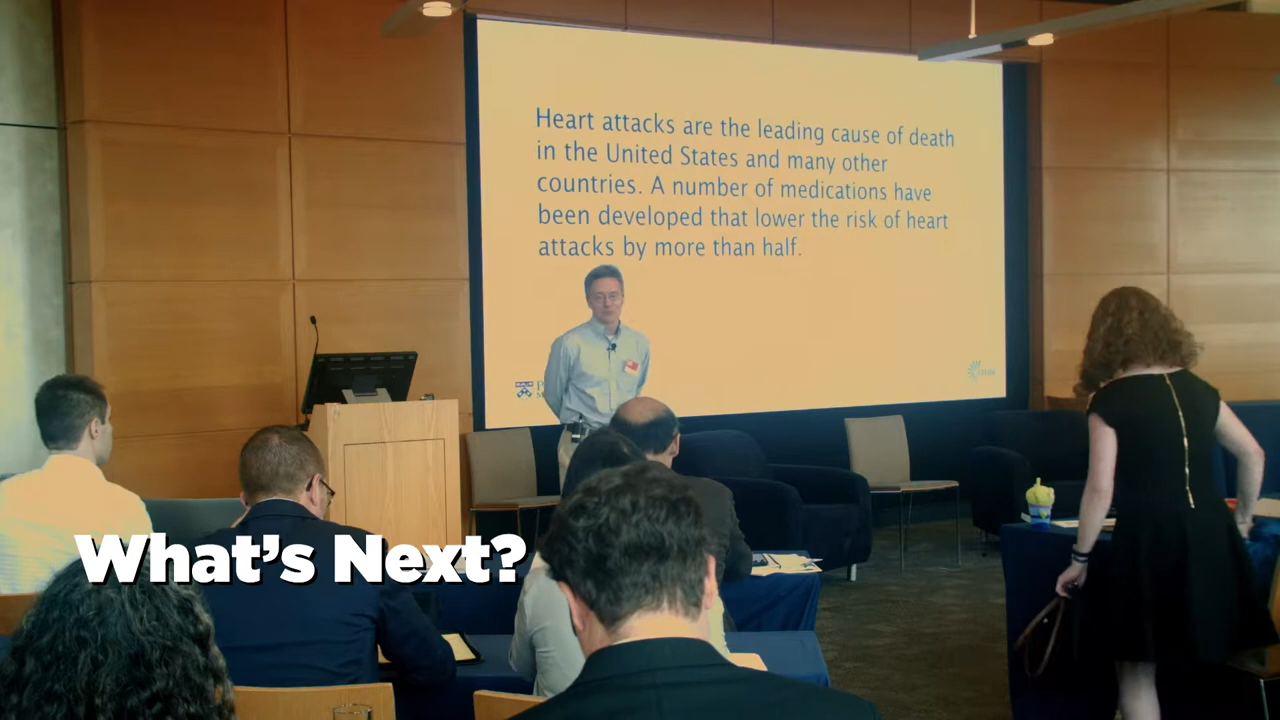 Heart attacks are the leading cause of death
in the United States and many other
countries. A number of medications have
been developed that lower the risk of heart
attacks by more than half.
What's Next?